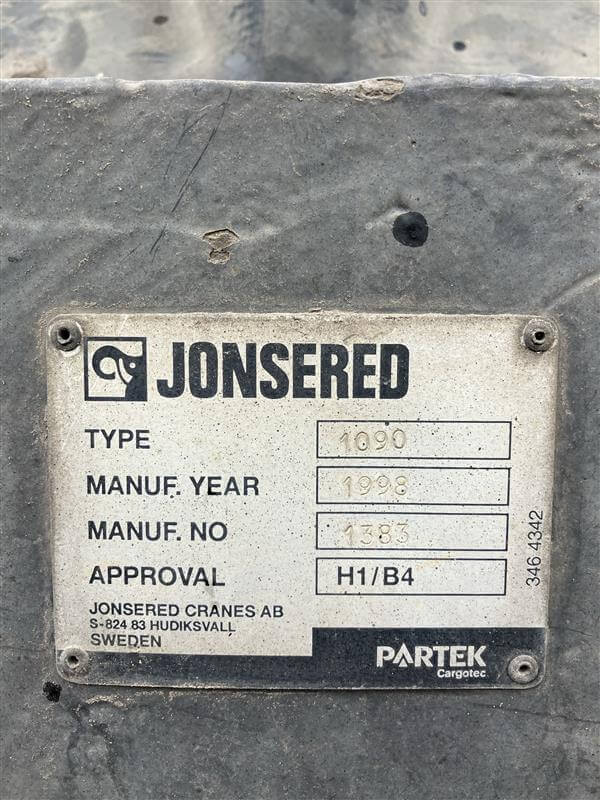 JONSERED
TYPE 1090
MANUF. YEAR 1998
MANUF. NO 1383
APPROVAL H1/B4
JONSERED CRANES AB
S-824 83 HUDIKSVALL
SWEDEN
PARTEK
Cargotec
346 4342